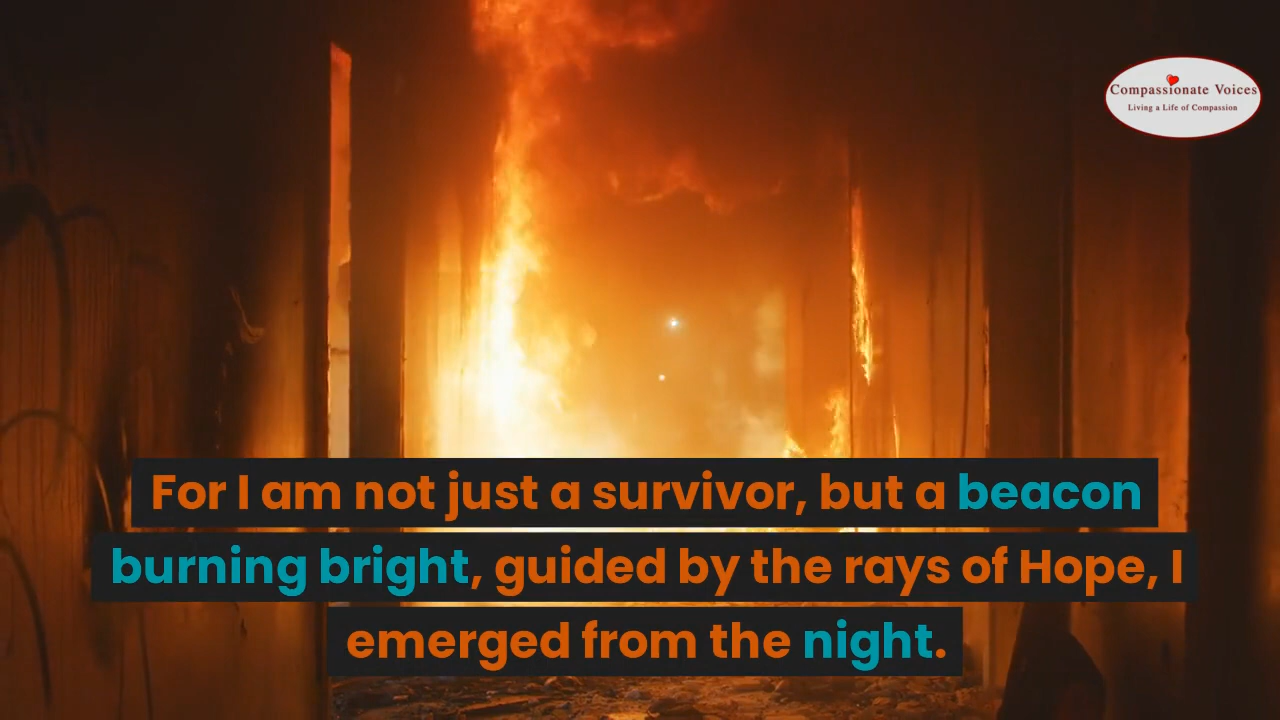 Compassionate Voices
Living a Life of Compassion
For I am not just a survivor, but a beacon
burning bright, guided by the rays of Hope, I
emerged from the night.